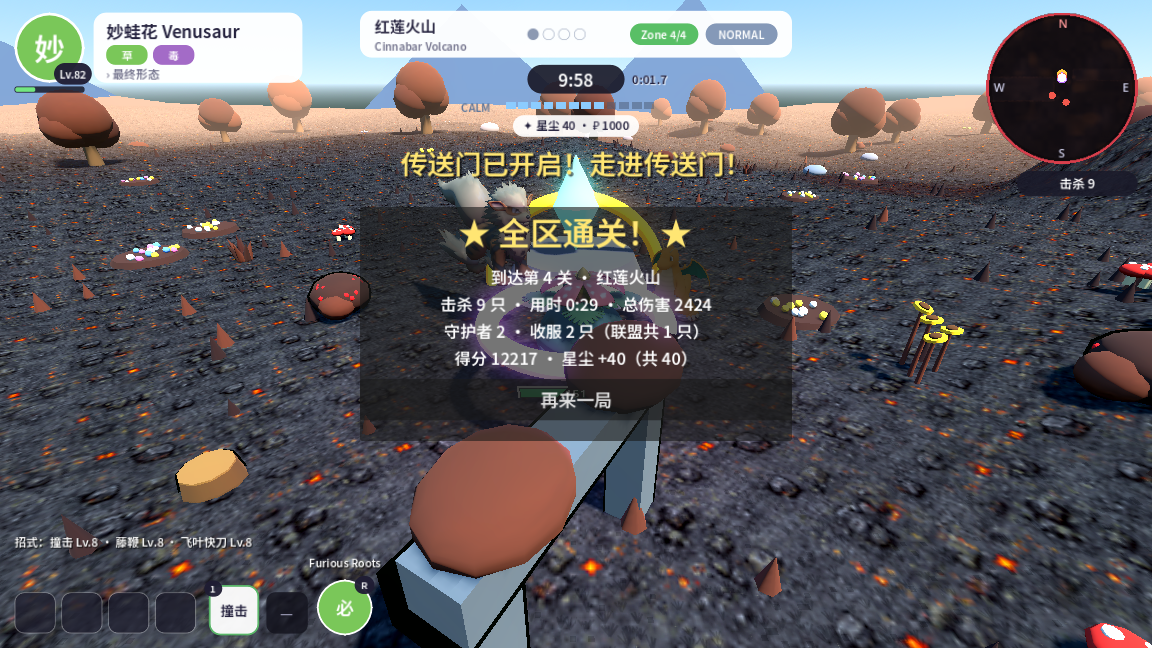 妙
Lv.82
妙蛙花 Venusaur
草 毒
› 最终形态
红莲火山
Cinnabar Volcano
Zone 4/4
NORMAL
9:58
0:01.7
CALM
✦ 星尘 40 · ₽ 1000
N
W
E
S
击杀 9
传送门已开启！走进传送门！
★ 全区通关！ ★
到达第 4 关 · 红莲火山
击杀 9 只 · 用时 0:29 · 总伤害 2424
守护者 2 · 收服 2 只（联盟共 1 只）
得分 12217 · 星尘 +40（共 40）
再来一局
招式：撞击 Lv.8 · 藤鞭 Lv.8 · 飞叶快刀 Lv.8
Furious Roots
1
撞击
—
R
必